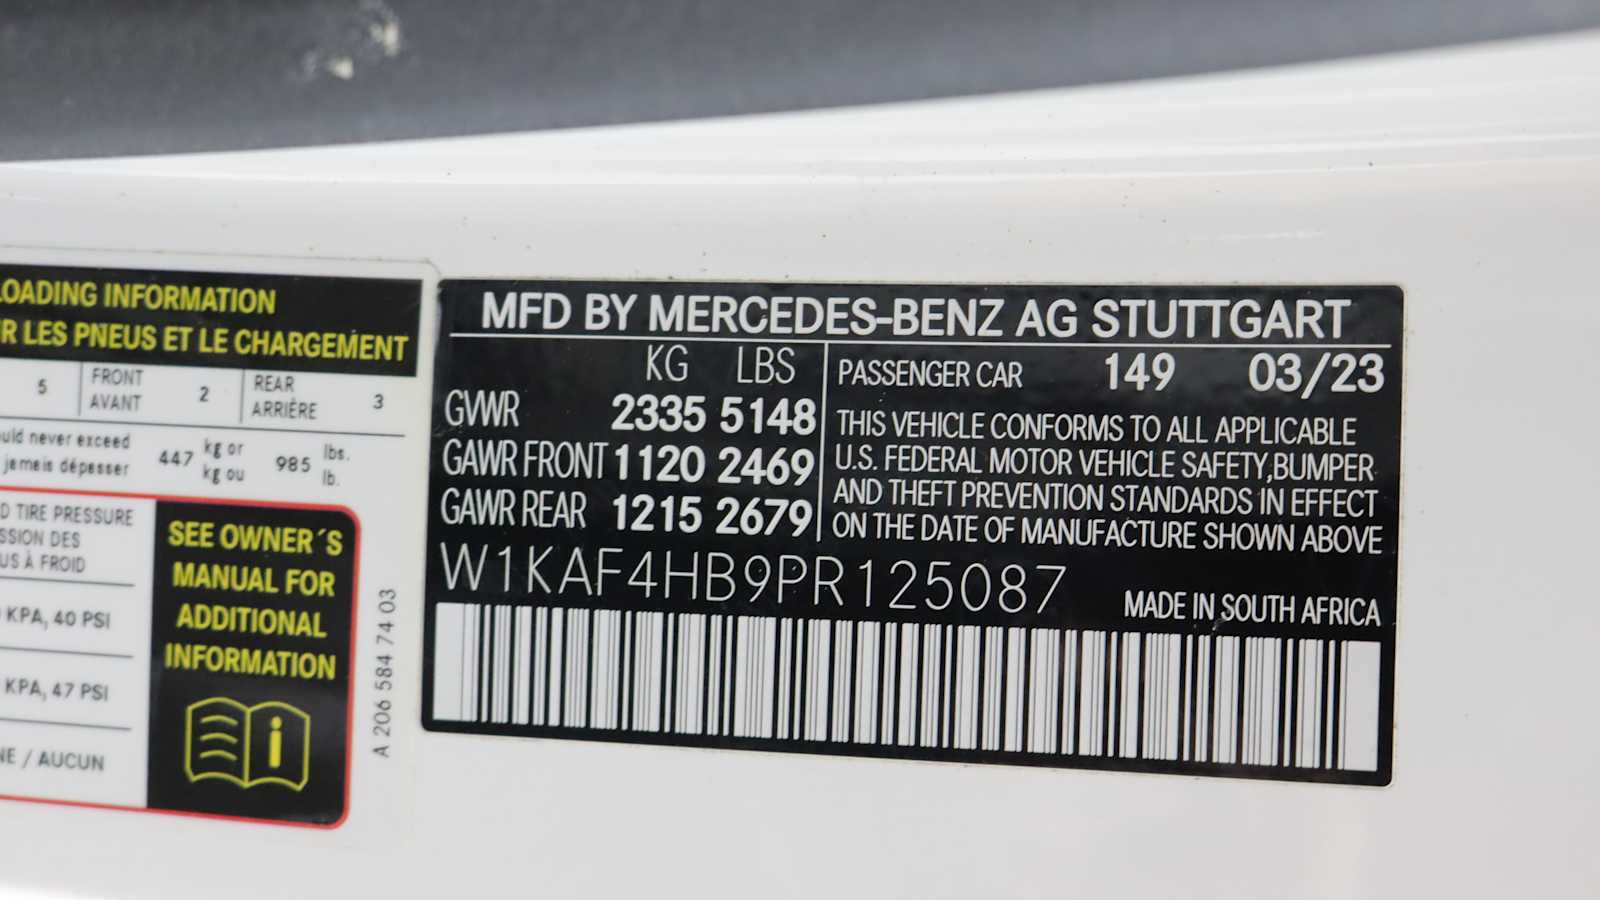 LOADING INFORMATION
R LES PNEUS ET LE CHARGEMENT
5 FRONT AVANT 2 REAR ARRIÈRE 3
uld never exceed
jamais dépasser
447 kg or kg ou 985 lbs. lb.
D TIRE PRESSURE
SSION DES
US À FROID
KPA, 40 PSI
KPA, 47 PSI
NE / AUCUN
SEE OWNER´S
MANUAL FOR
ADDITIONAL
INFORMATION
A 206 584 74 03
MFD BY MERCEDES-BENZ AG STUTTGART
KG LBS
GVWR 2335 5148
GAWR FRONT 1120 2469
GAWR REAR 1215 2679
PASSENGER CAR 149 03/23
THIS VEHICLE CONFORMS TO ALL APPLICABLE
U.S. FEDERAL MOTOR VEHICLE SAFETY,BUMPER
AND THEFT PREVENTION STANDARDS IN EFFECT
ON THE DATE OF MANUFACTURE SHOWN ABOVE
W1KAF4HB9PR125087
MADE IN SOUTH AFRICA